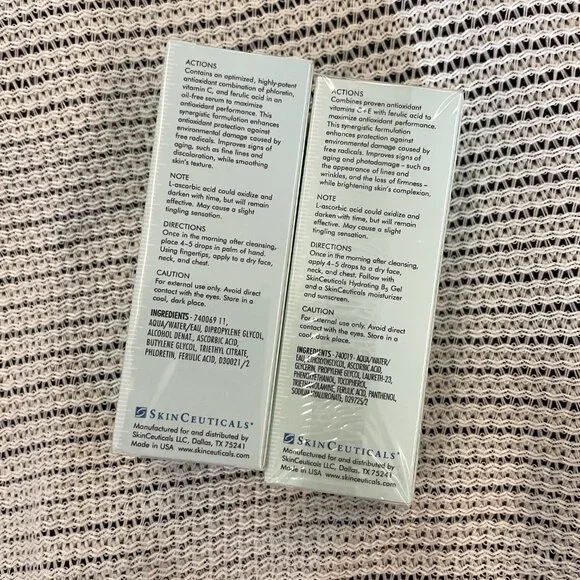 ACTIONS
Contains an optimized, highly-potent
antioxidant combination of phloretin,
vitamin C, and ferulic acid in an
oil-free serum to maximize
antioxidant performance. This
synergistic formulation enhances
antioxidant protection against
environmental damage caused by
free radicals. Improves signs of
aging, such as fine lines and
discoloration, while smoothing
skin's texture.
NOTE
L-ascorbic acid could oxidize and
darken with time, but will remain
effective. May cause a slight
tingling sensation.
DIRECTIONS
Once in the morning after cleansing,
place 4–5 drops in palm of hand.
Using fingertips, apply to a dry face,
neck, and chest.
CAUTION
For external use only. Avoid direct
contact with the eyes. Store in a
cool, dark place.
INGREDIENTS - 740069 11,
AQUA/WATER/EAU, DIPROPYLENE GLYCOL,
ALCOHOL DENAT., ASCORBIC ACID,
BUTYLENE GLYCOL, TRIETHYL CITRATE,
PHLORETIN, FERULIC ACID, D30021/2
SKINCEUTICALS®
Manufactured for and distributed by
SkinCeuticals LLC, Dallas, TX 75241
Made in USA www.skinceuticals.com
ACTIONS
Combines proven antioxidant
vitamins C+E with ferulic acid to
maximize antioxidant performance.
This synergistic formulation
enhances protection against
environmental damage caused by
free radicals. Improves signs of
aging and photodamage – such as
the appearance of lines and
wrinkles, and the loss of firmness –
while brightening skin's complexion.
NOTE
L-ascorbic acid could oxidize and
darken with time, but will remain
effective. May cause a slight
tingling sensation.
DIRECTIONS
Once in the morning after cleansing,
apply 4–5 drops to a dry face,
neck, and chest. Follow with
SkinCeuticals Hydrating B5 Gel
and a SkinCeuticals moisturizer
and sunscreen.
CAUTION
For external use only. Avoid direct
contact with the eyes. Store in a
cool, dark place.
INGREDIENTS - 740019 - AQUA/WATER/
EAU, ETHOXYDIGLYCOL, ASCORBIC ACID,
GLYCERIN, PROPYLENE GLYCOL, LAURETH-23,
PHENOXYETHANOL, TOCOPHEROL,
TRIETHANOLAMINE, FERULIC ACID, PANTHENOL,
SODIUM HYALURONATE, D29725/2
SKINCEUTICALS®
Manufactured for and distributed by
SkinCeuticals LLC, Dallas, TX 75241
Made in USA www.skinceuticals.com